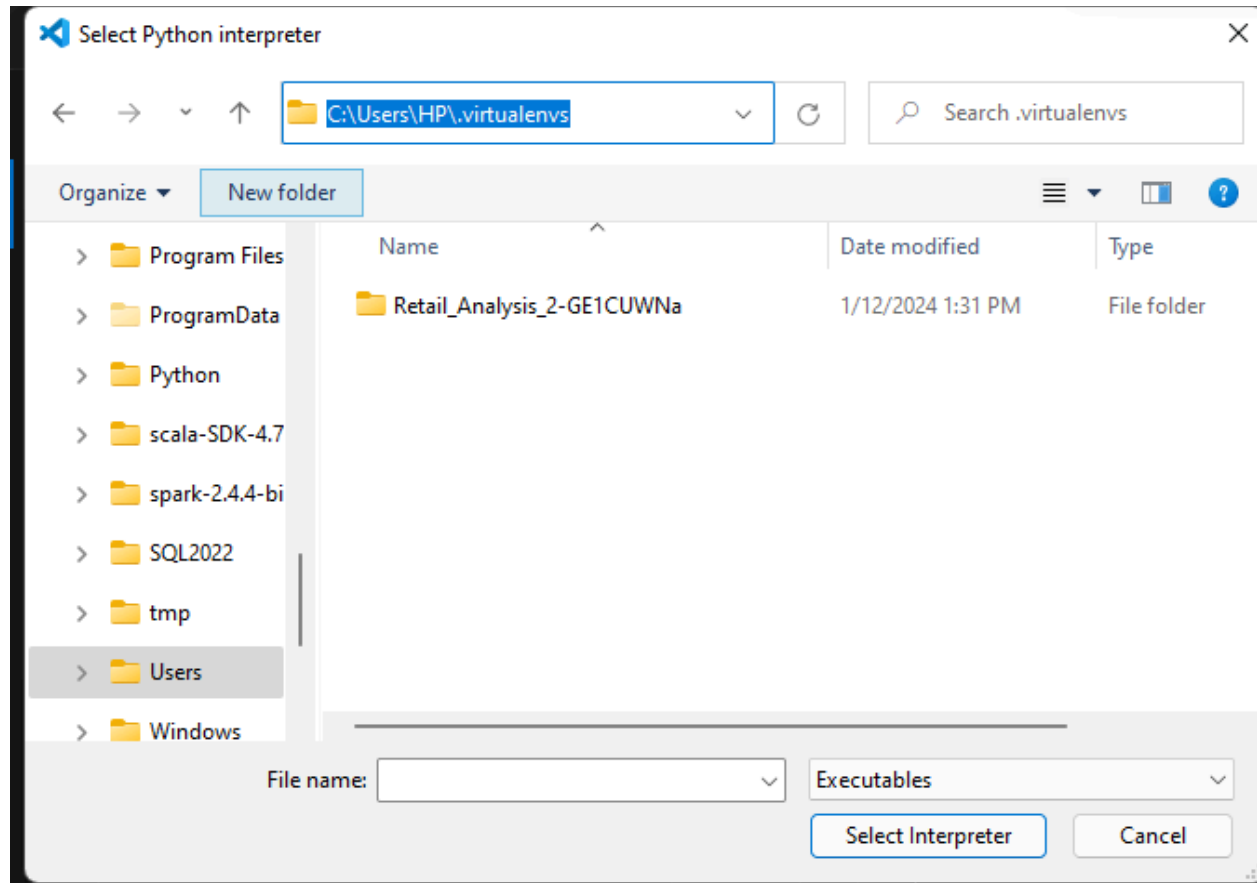 Select Python interpreter
C:\Users\HP\.virtualenvs
Search .virtualenvs
Organize
New folder
?
Name
Date modified
Type
Program Files
ProgramData
Python
scala-SDK-4.7
spark-2.4.4-bi
SQL2022
tmp
Users
Windows
Retail_Analysis_2-GE1CUWNa
1/12/2024 1:31 PM
File folder
File name:
Executables
Select Interpreter
Cancel